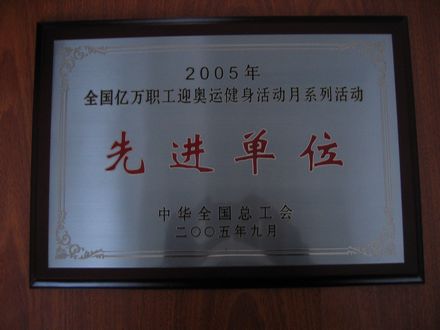 2005年
全国亿万职工迎奥运健身活动月系列活动
先进单位
中华全国总工会
二〇〇五年九月